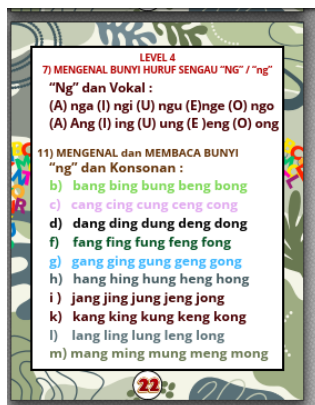 LEVEL 4
7) MENGENAL BUNYI HURUF SENGAU “NG” / “ng”
“Ng” dan Vokal :
(A) nga (I) ngi (U) ngu (E)nge (O) ngo
(A) Ang (I) ing (U) ung (E )eng (O) ong
11) MENGENAL dan MEMBACA BUNYI
“ng” dan Konsonan :
b) bang bing bung beng bong
c) cang cing cung ceng cong
d) dang ding dung deng dong
f) fang fing fung feng fong
g) gang ging gung geng gong
h) hang hing hung heng hong
i ) jang jing jung jeng jong
k) kang king kung keng kong
l) lang ling lung leng long
m) mang ming mung meng mong
22